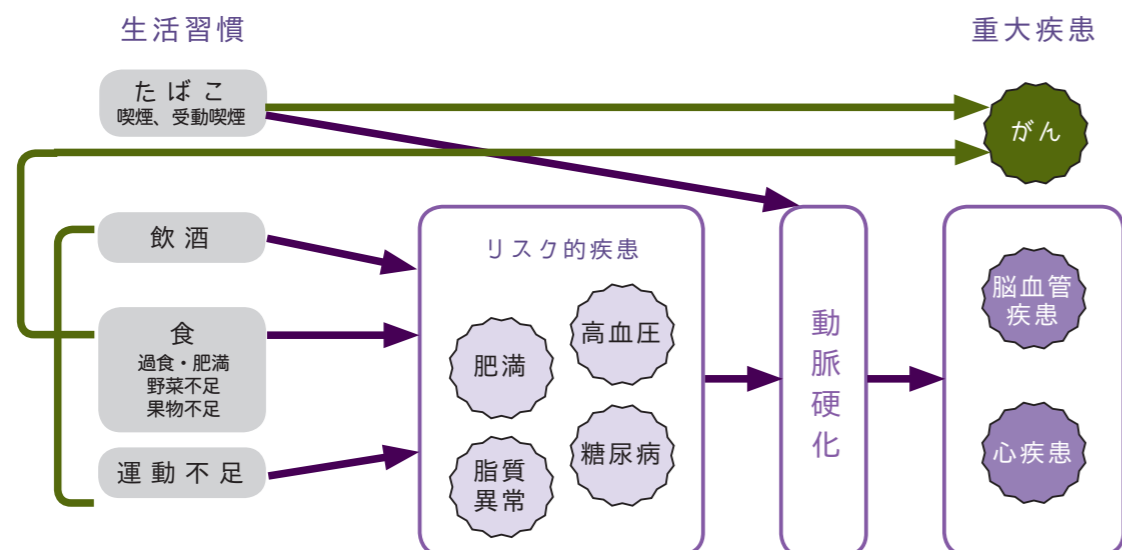 生活習慣
重大疾患
たばこ
喫煙、受動喫煙
がん
飲酒
食
過食・肥満
野菜不足
果物不足
運動不足
リスク的疾患
肥満
高血圧
脂質
異常
糖尿病
動脈硬化
脳血管
疾患
心疾患